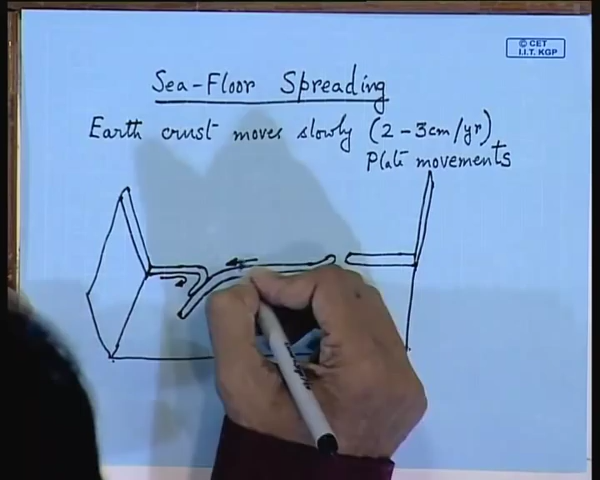 © CET
I.I.T. KGP
Sea-Floor Spreading
Earth crust moves slowly (2-3cm/yr)
Plate movements